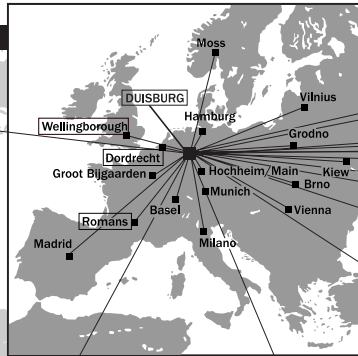 Moss
DUISBURG
Vilnius
Hamburg
Wellingborough
Grodno
Dordrecht
Groot Bijgaarden
Hochheim/Main
Kiew
Munich
Brno
Basel
Vienna
Romans
Madrid
Milano